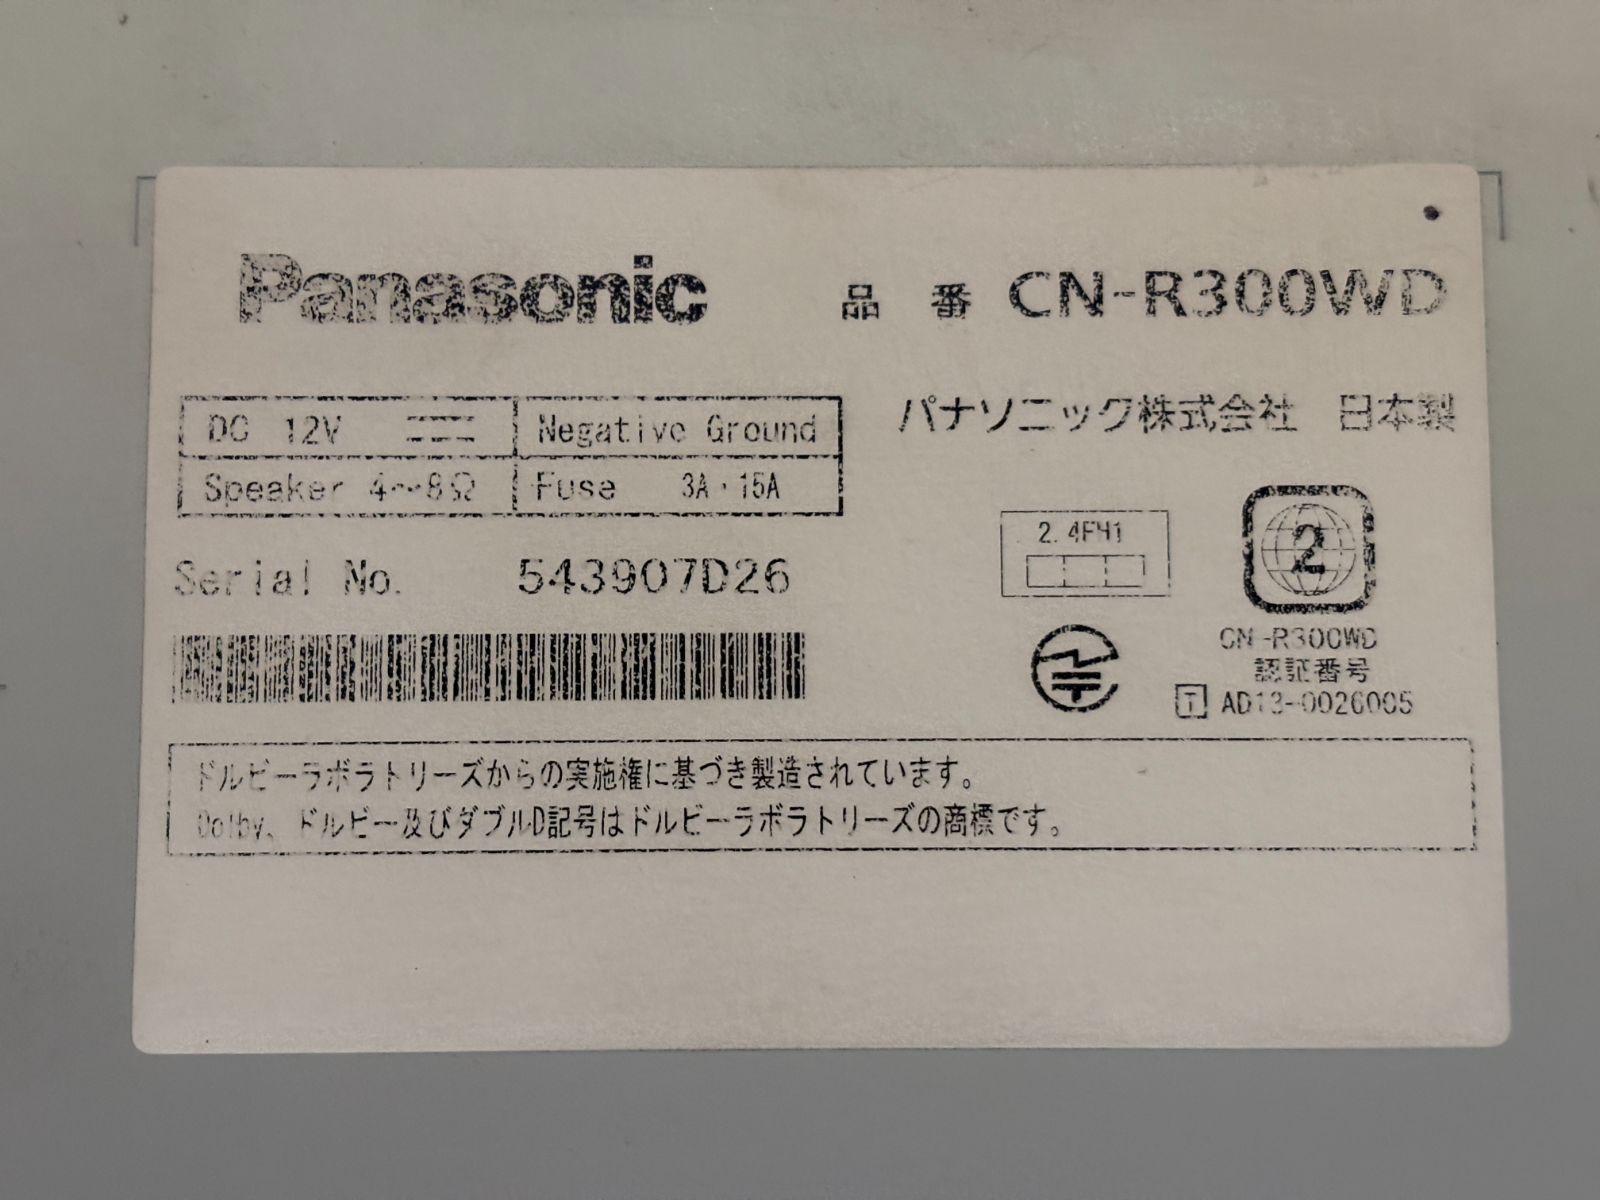 Panasonic 品 番 CN-R300WD
パナソニック株式会社 日本製
DC 12V Negative Ground
Speaker 4〜8Ω Fuse 3A・15A
2.4FH1
2
Serial No. 543907D26
CN-R300WD
認証番号
T AD13-0026005
ドルビーラボラトリーズからの実施権に基づき製造されています。
Dolby、ドルビー及びダブルD記号はドルビーラボラトリーズの商標です。